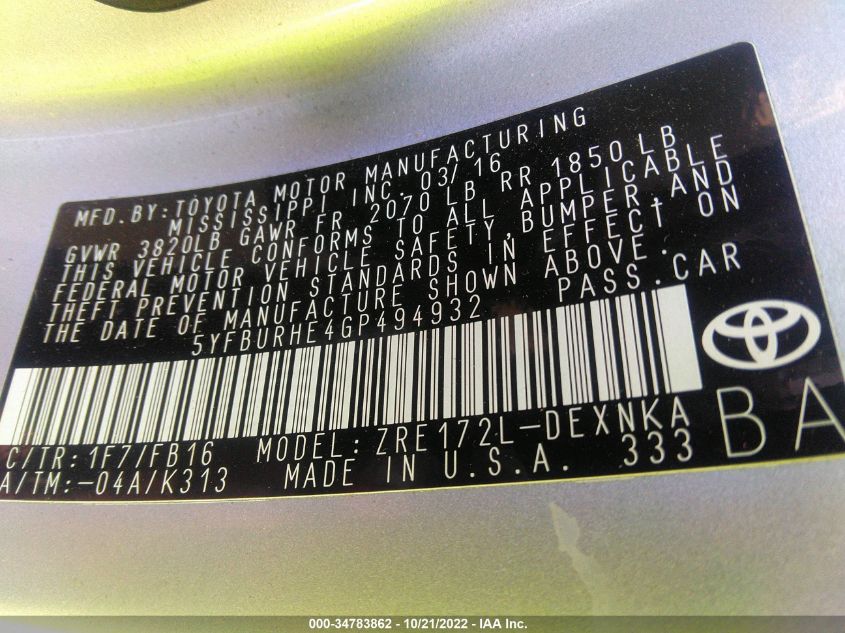 MFD.BY:TOYOTA MOTOR MANUFACTURING
MISSISSIPPI INC. 03/16
GVWR 3820LB GAWR FR 2070 LB RR 1850LB
THIS VEHICLE CONFORMS TO ALL APPLICABLE
FEDERAL MOTOR VEHICLE SAFETY,BUMPER,AND
THEFT PREVENTION STANDARDS IN EFFECT ON
THE DATE OF MANUFACTURE SHOWN ABOVE.
5YFBURHE4GP494932 PASS.CAR
C/TR:1F7/FB16 MODEL:ZRE172L-DEXNKA
A/TM:-04A/K313 MADE IN U.S.A. 333
BA
000-34783862 - 10/21/2022 - IAA Inc.